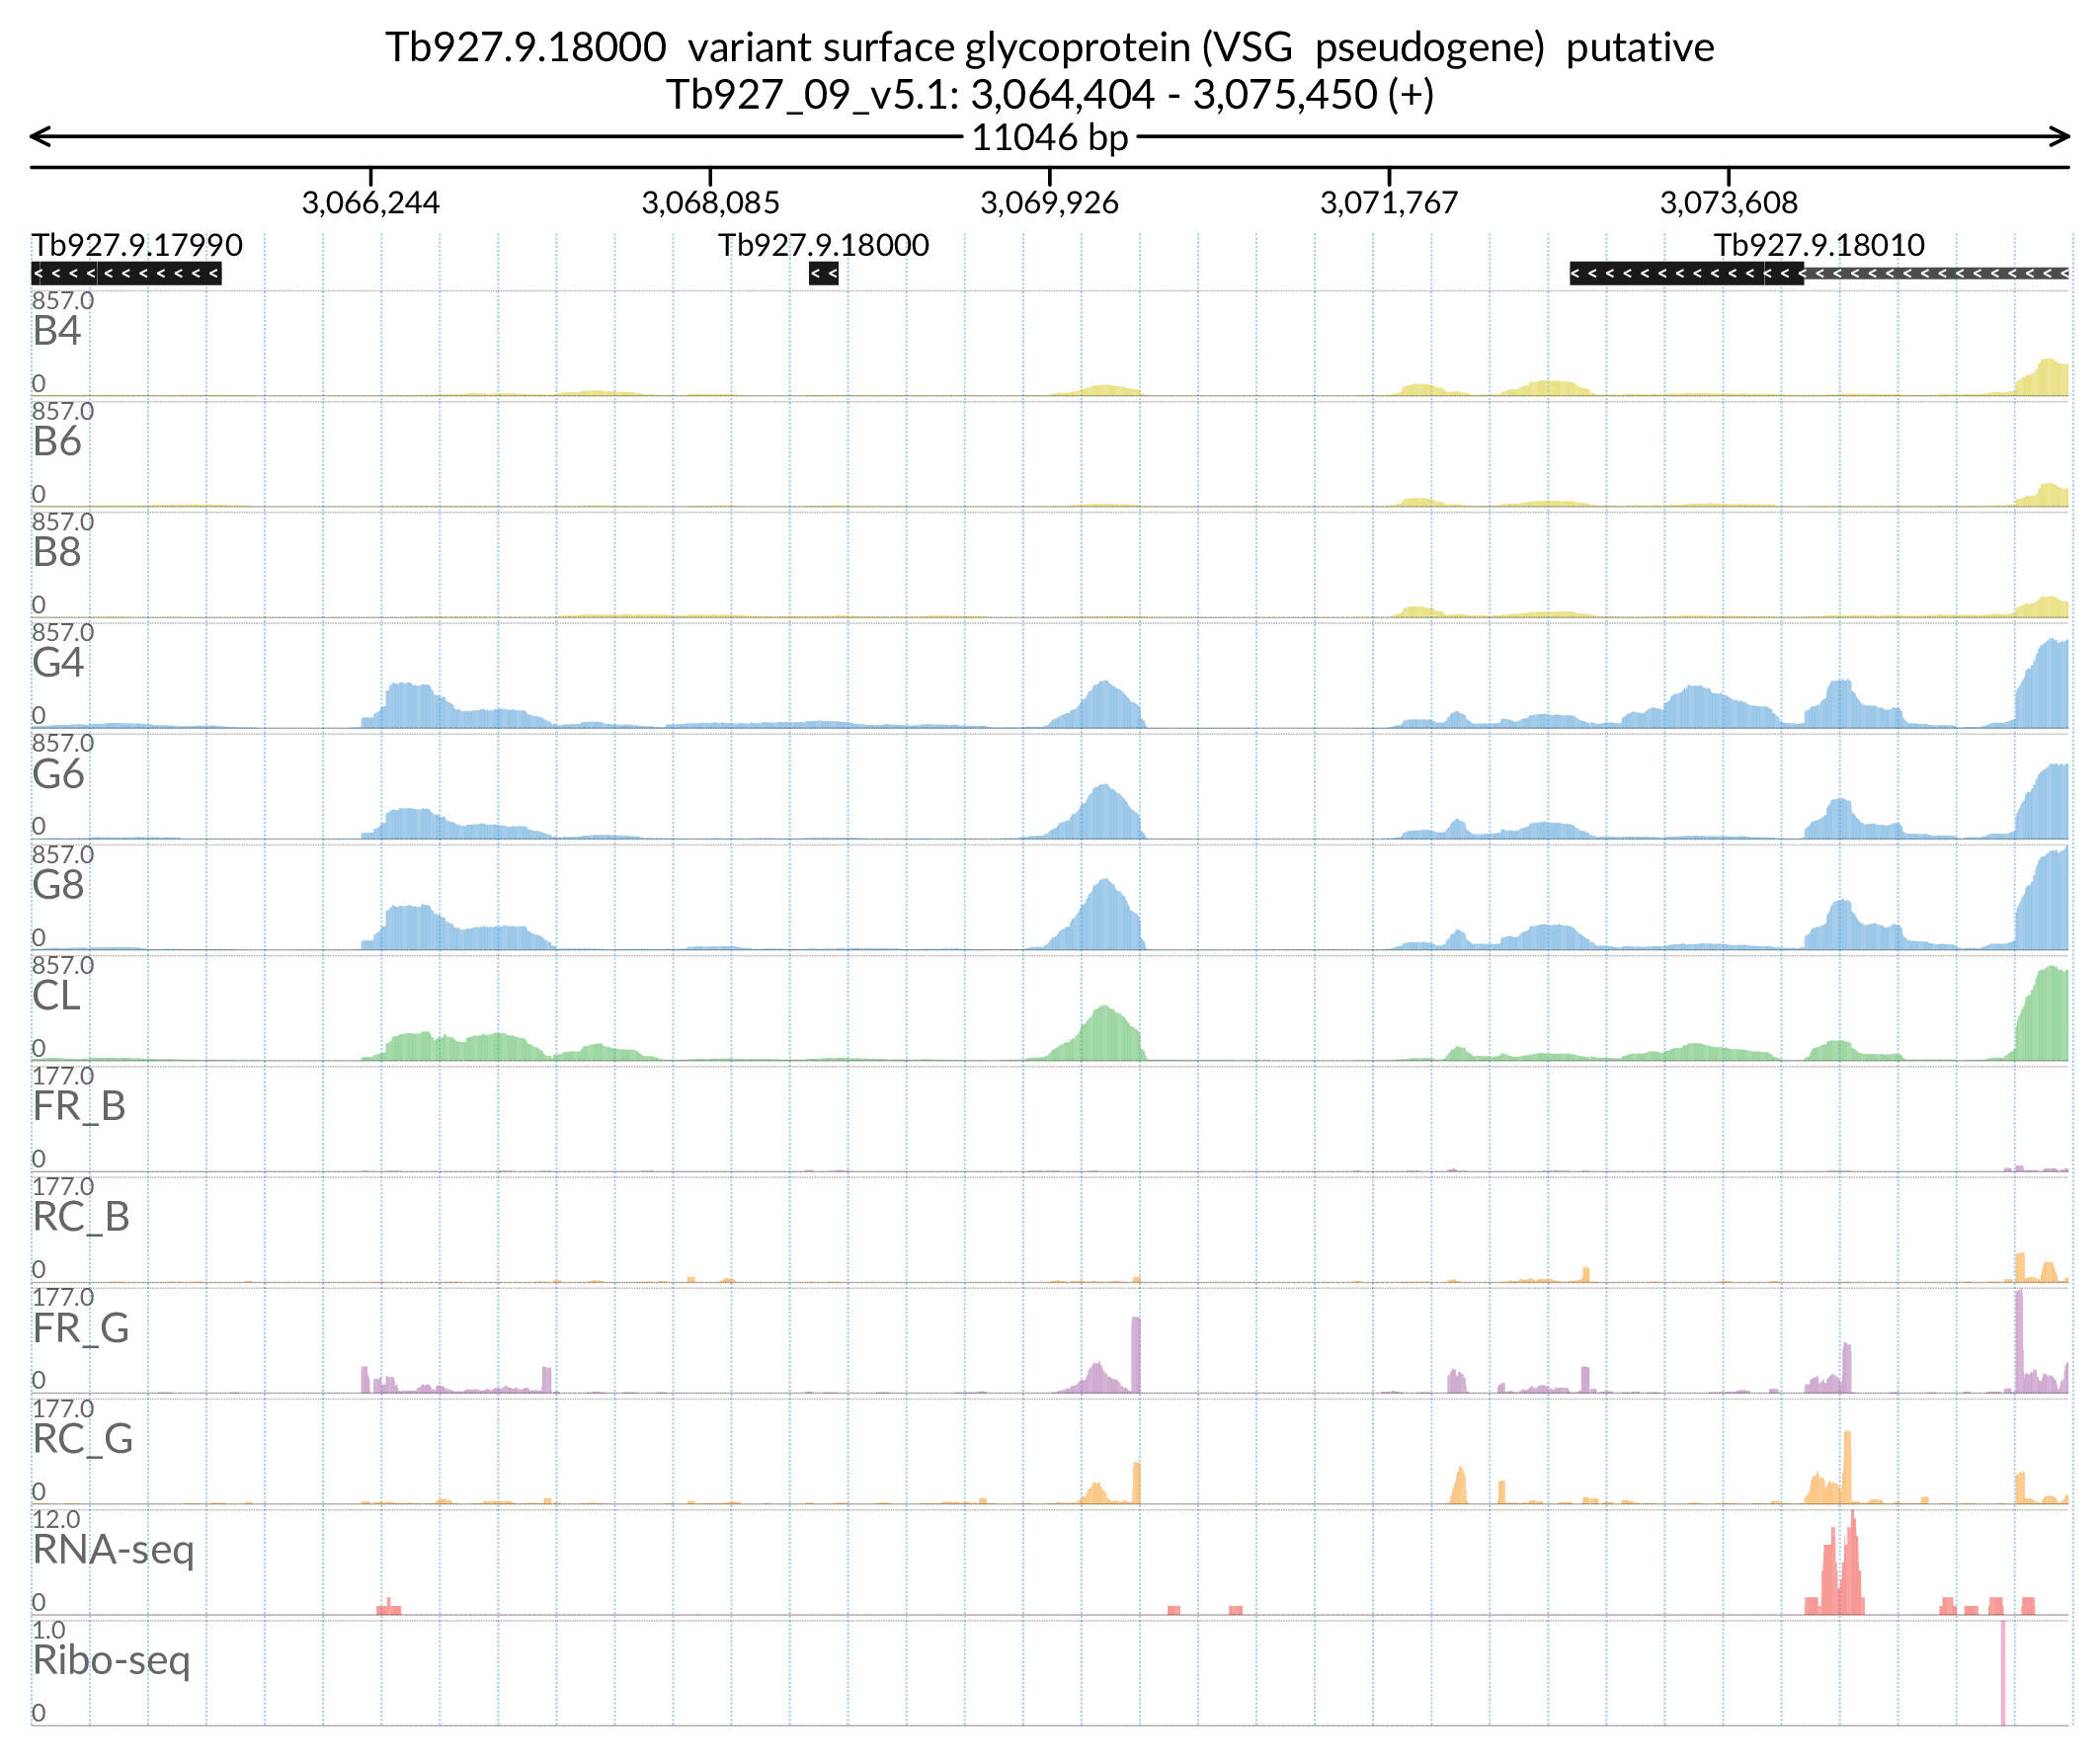 Tb927.9.18000  variant surface glycoprotein (VSG  pseudogene)  putative
Tb927_09_v5.1: 3,064,404 - 3,075,450 (+)
11046 bp
3,066,244 3,068,085 3,069,926 3,071,767 3,073,608
Tb927.9.17990 Tb927.9.18000 Tb927.9.18010
857.0
B4
0
857.0
B6
0
857.0
B8
0
857.0
G4
0
857.0
G6
0
857.0
G8
0
857.0
CL
0
177.0
FR_B
0
177.0
RC_B
0
177.0
FR_G
0
177.0
RC_G
0
12.0
RNA-seq
0
1.0
Ribo-seq
0